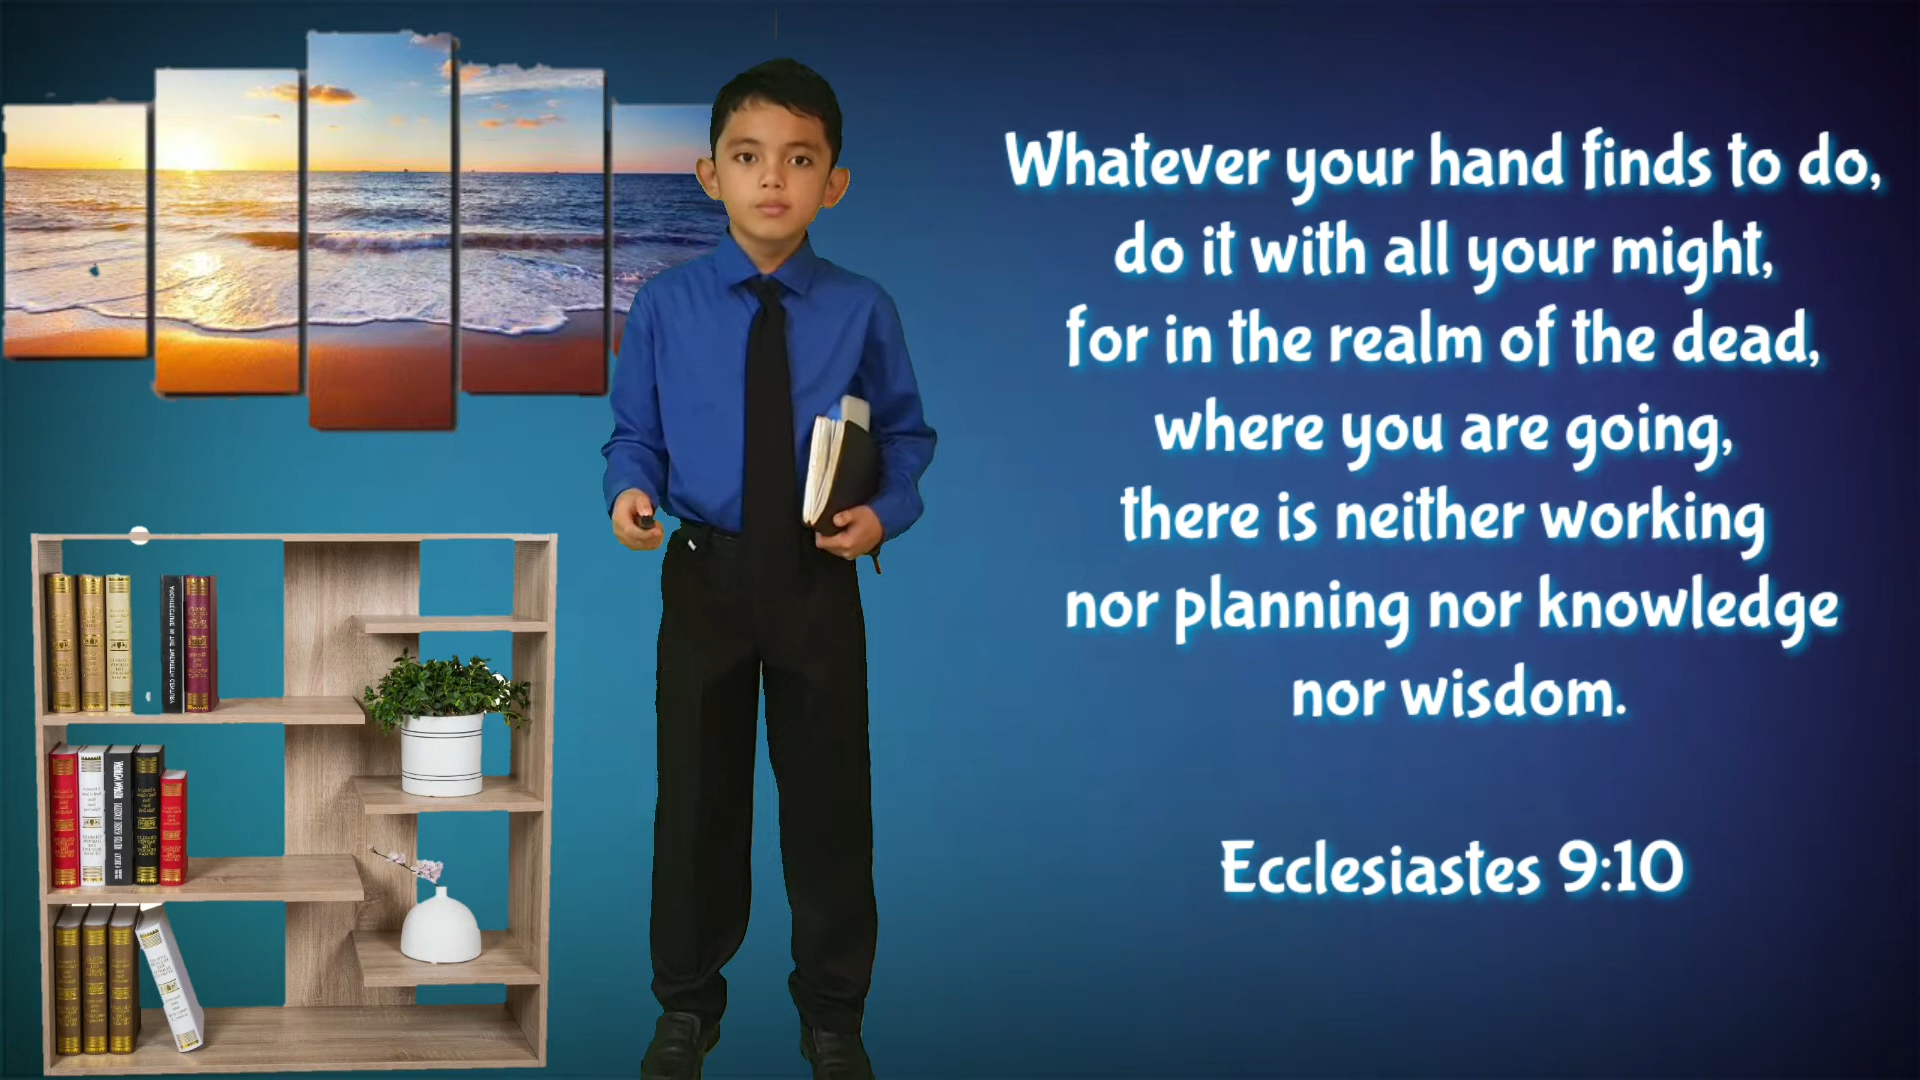 Whatever your hand finds to do,
do it with all your might,
for in the realm of the dead,
where you are going,
there is neither working
nor planning nor knowledge
nor wisdom.
Ecclesiastes 9:10